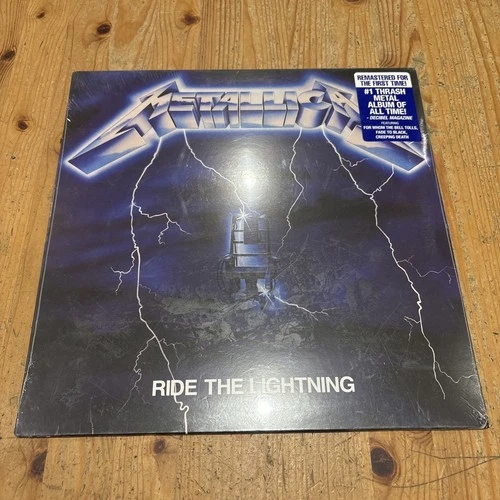 METALLICA
REMASTERED FOR
THE FIRST TIME!
#1 THRASH
METAL
ALBUM OF
ALL TIME!
- DECIBEL MAGAZINE
FEATURING
FOR WHOM THE BELL TOLLS,
FADE TO BLACK,
CREEPING DEATH
RIDE THE LIGHTNING